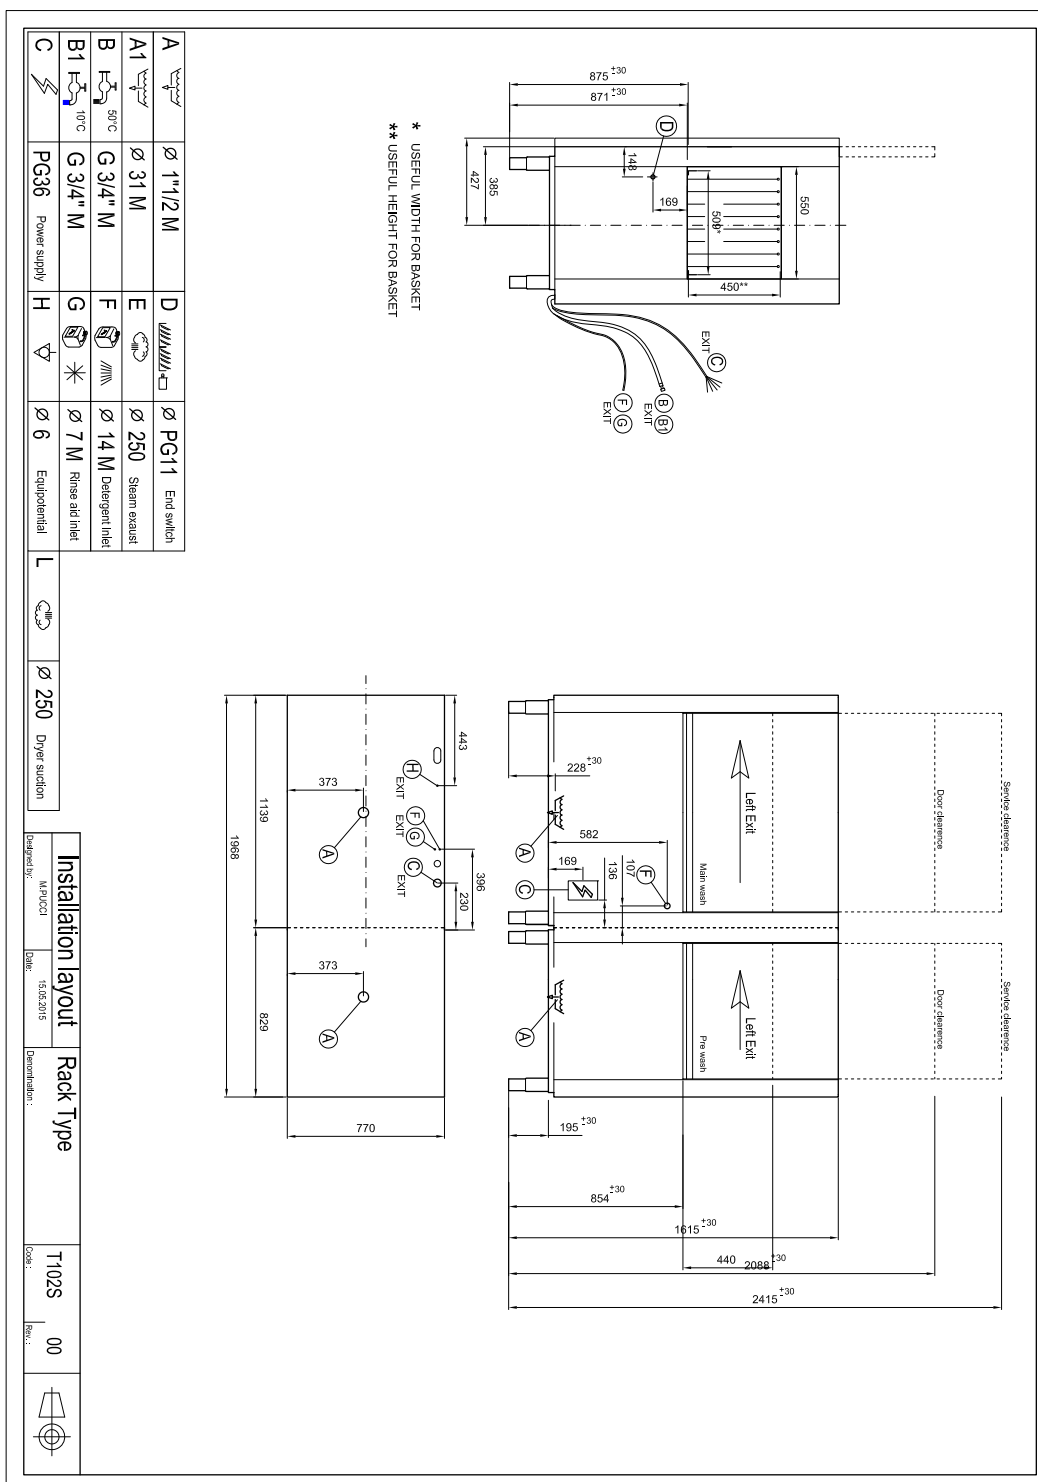 875 +30
871 +30
D
148
169
427
385
550
509*
450**
* USEFUL WIDTH FOR BASKET
** USEFUL HEIGHT FOR BASKET
C
EXIT
B B1
EXIT
F G
EXIT
A Ø 1"1/2 M D Ø PG11 End switch
A1 Ø 31 M E Ø 250 Steam exaust
B 50°C G 3/4" M F Ø 14 M Detergent inlet
B1 10°C G 3/4" M G Ø 7 M Rinse aid inlet
C PG36 Power supply H Ø 6 Equipotential L Ø 250 Dryer suction
Service clearence
Door clearence
Left Exit
Main wash
Service clearence
Door clearence
Left Exit
Pre wash
228 +30
582
169
136
107
F
C
A
A
195 +30
854 +30
1615 +30
440
2088 +30
2415 +30
443
H
EXIT
F
G
EXIT
C
EXIT
396
230
373
A
373
A
1139
829
1968
770
Installation layout
Designed by: M.PUCCI
Date: 15.05.2015
Rack Type
Denomination :
T102S
Code :
00
Rev. :